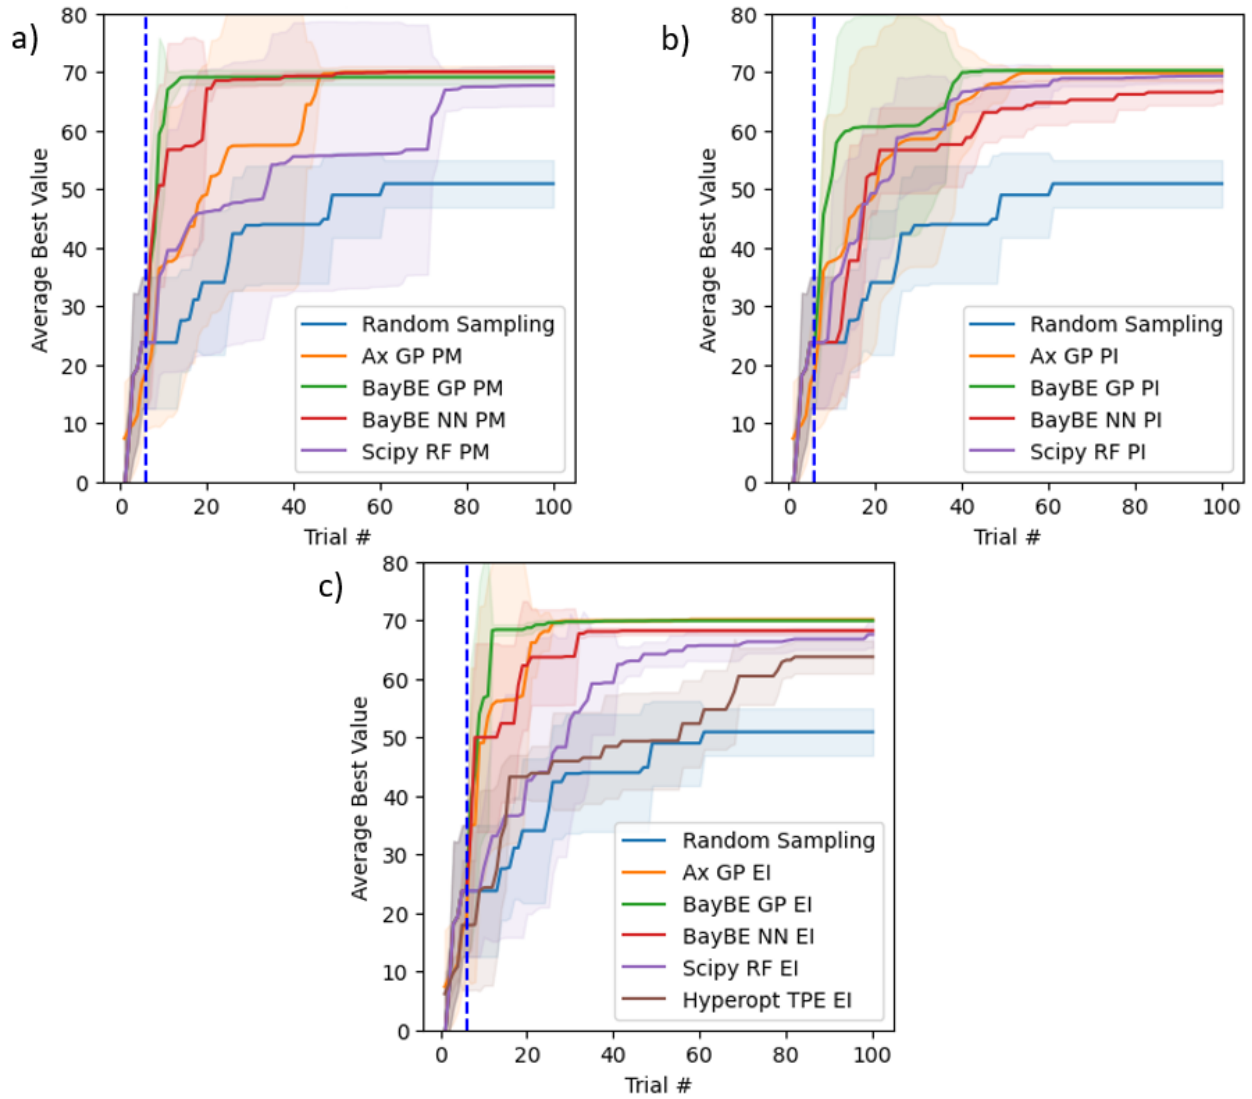 a)
80
70
60
50
40
30
20
10
0
Average Best Value
Random Sampling
Ax GP PM
BayBE GP PM
BayBE NN PM
Scipy RF PM
0 20 40 60 80 100
Trial #
b)
80
70
60
50
40
30
20
10
0
Average Best Value
Random Sampling
Ax GP PI
BayBE GP PI
BayBE NN PI
Scipy RF PI
0 20 40 60 80 100
Trial #
c)
80
70
60
50
40
30
20
10
0
Average Best Value
Random Sampling
Ax GP EI
BayBE GP EI
BayBE NN EI
Scipy RF EI
Hyperopt TPE EI
0 20 40 60 80 100
Trial #